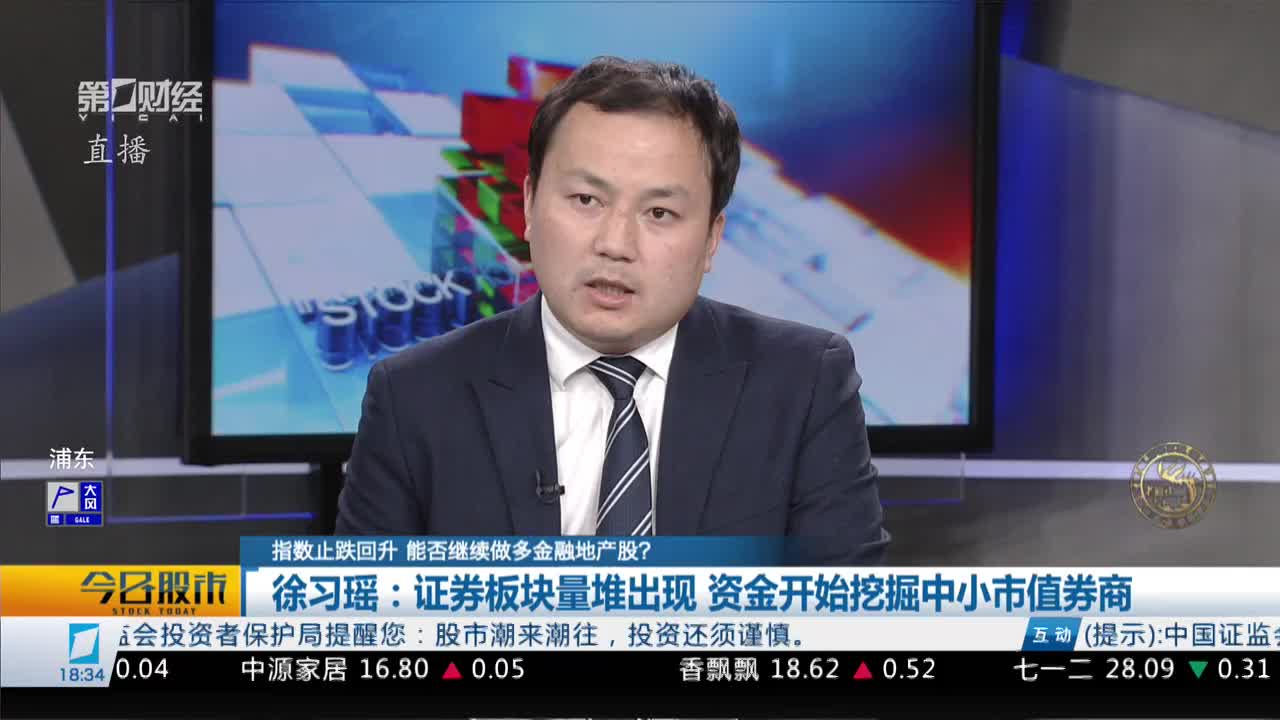 第一财经
YICAI
直播
"STOCK
浦东
大风
GALE
指数止跌回升 能否继续做多金融地产股?
今日股市
STOCK TODAY
徐习瑶：证券板块量堆出现 资金开始挖掘中小市值券商
监会投资者保护局提醒您：股市潮来潮往，投资还须谨慎。 互动 (提示):中国证监会
18:34
0.04 中源家居 16.80 ▲ 0.05 香飘飘 18.62 ▲ 0.52 七一二 28.09 ▼ 0.31